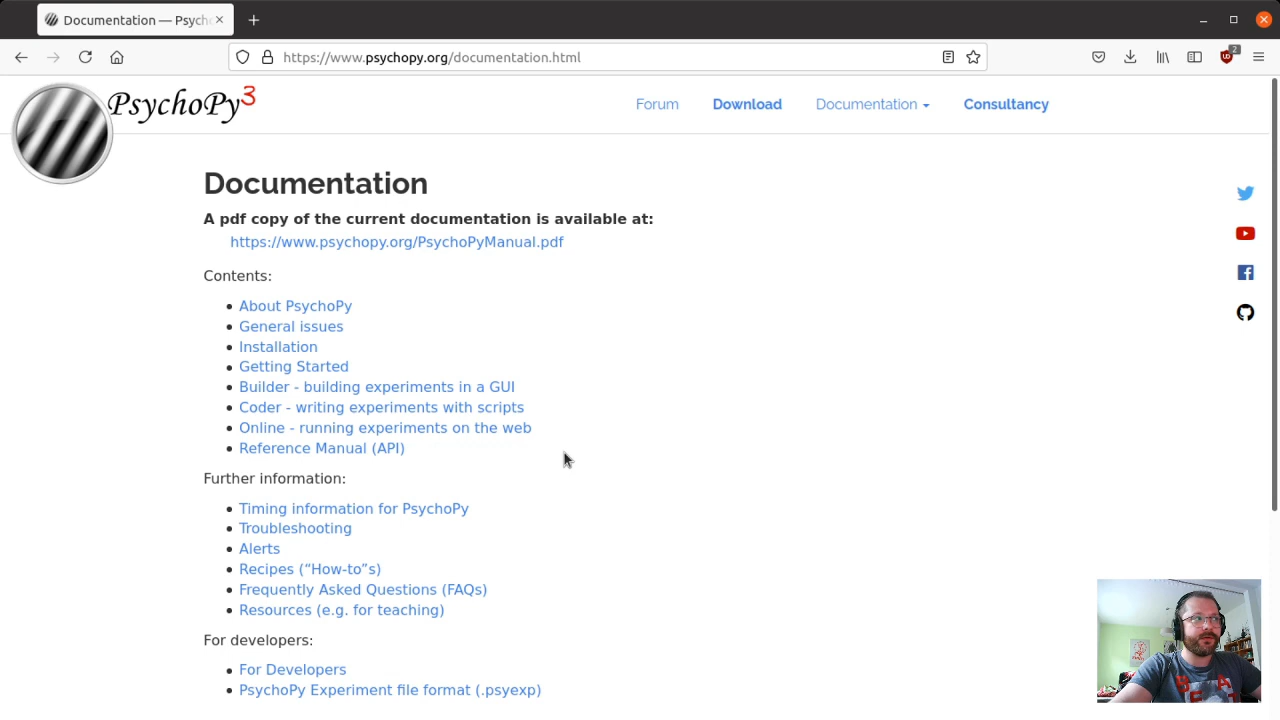 Documentation — Psych
2
https://www.psychopy.org/documentation.html
PsychoPy3
Forum
Download
Documentation
Consultancy
Documentation
A pdf copy of the current documentation is available at:
https://www.psychopy.org/PsychoPyManual.pdf
Contents:
About PsychoPy
General issues
Installation
Getting Started
Builder - building experiments in a GUI
Coder - writing experiments with scripts
Online - running experiments on the web
Reference Manual (API)
Further information:
Timing information for PsychoPy
Troubleshooting
Alerts
Recipes (“How-to”s)
Frequently Asked Questions (FAQs)
Resources (e.g. for teaching)
For developers:
For Developers
PsychoPy Experiment file format (.psyexp)